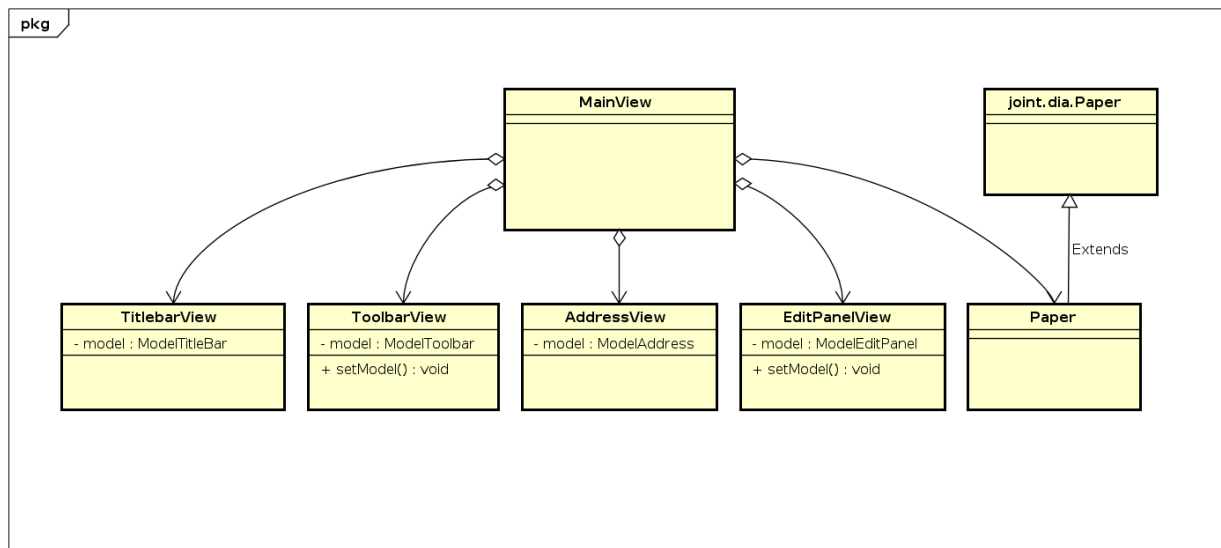 pkg
MainView
joint.dia.Paper
Extends
TitlebarView
- model : ModelTitleBar
ToolbarView
- model : ModelToolbar
+ setModel() : void
AddressView
- model : ModelAddress
EditPanelView
- model : ModelEditPanel
+ setModel() : void
Paper